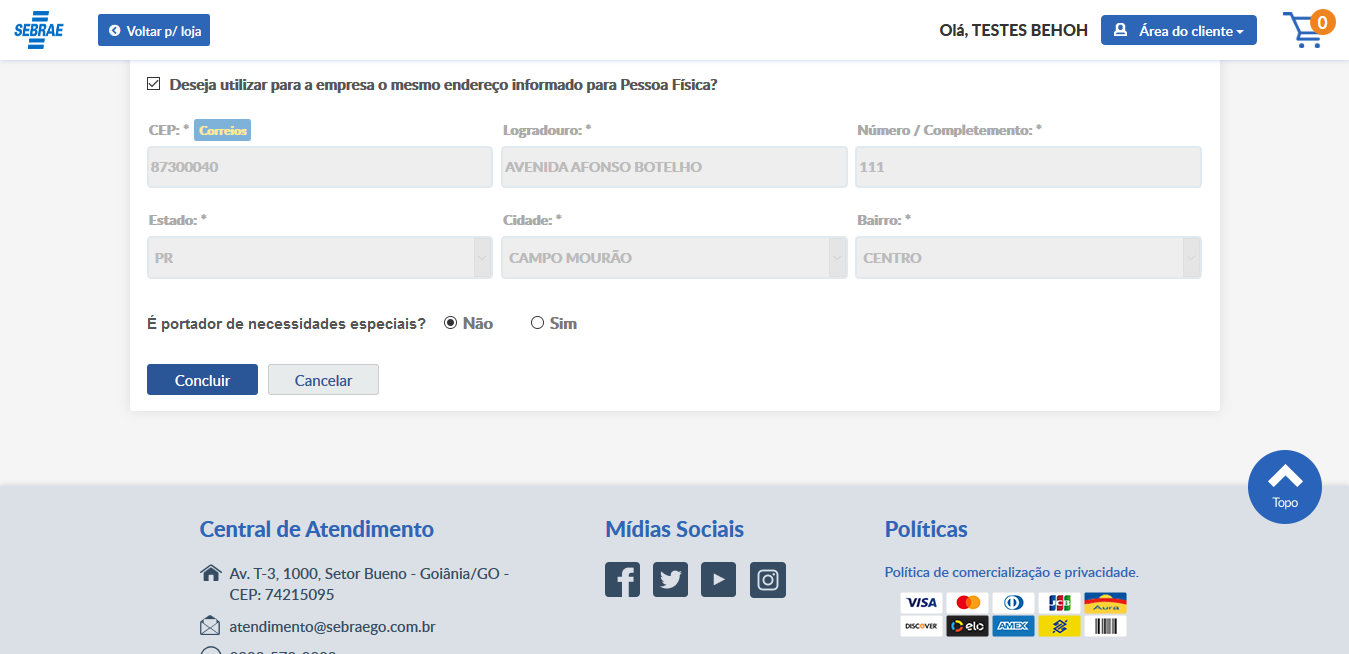 SEBRAE
Voltar p/ loja
Olá, TESTES BEHOH
Área do cliente
0
Deseja utilizar para a empresa o mesmo endereço informado para Pessoa Física?
CEP: * Correios
Logradouro: *
Número / Completemento: *
87300040
AVENIDA AFONSO BOTELHO
111
Estado: *
Cidade: *
Bairro: *
PR
CAMPO MOURÃO
CENTRO
É portador de necessidades especiais? Não Sim
Concluir
Cancelar
Topo
Central de Atendimento
Av. T-3, 1000, Setor Bueno - Goiânia/GO -
CEP: 74215095
atendimento@sebraego.com.br
Mídias Sociais
Políticas
Política de comercialização e privacidade.
VISA
JCB
Aura
DISCOVER
elo
AMEX